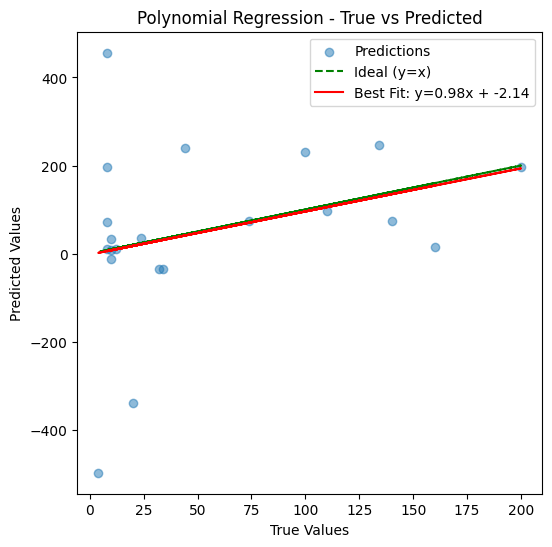 Polynomial Regression - True vs Predicted
Predictions
Ideal (y=x)
Best Fit: y=0.98x + -2.14
Predicted Values
400
200
0
−200
−400
0 25 50 75 100 125 150 175 200
True Values